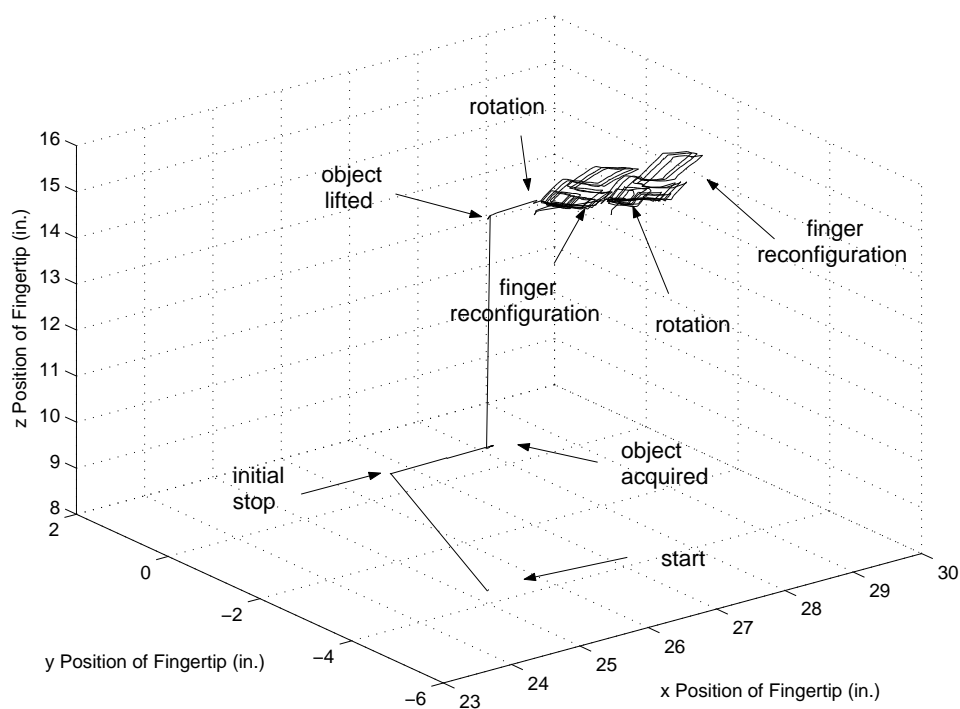 16
15
14
13
12
11
10
9
8
z Position of Fingertip (in.)
rotation
object
lifted
finger
reconfiguration
finger
reconfiguration
rotation
initial
stop
object
acquired
start
2
0
−2
−4
−6
y Position of Fingertip (in.)
23
24
25
26
27
28
29
30
x Position of Fingertip (in.)